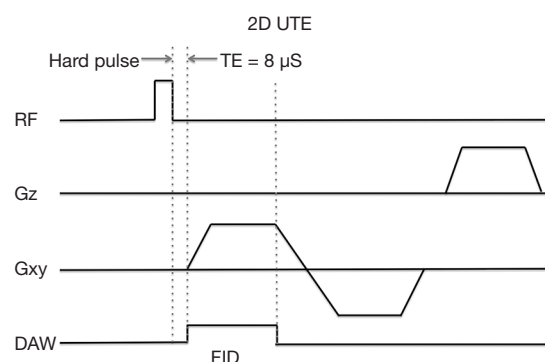 2D UTE
Hard pulse
TE = 8 μS
RF
Gz
Gxy
DAW
FID